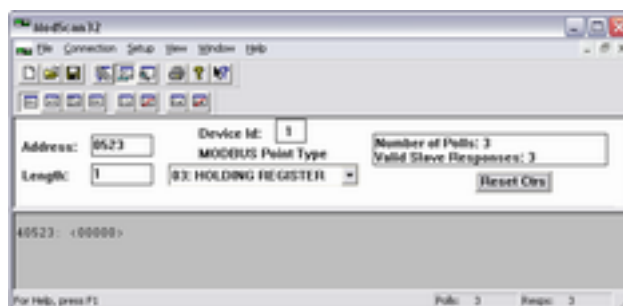 ModScan32
File Connection Setup View Window Help
Address: 0523
Device Id: 1
MODBUS Point Type
Number of Polls: 3
Valid Slave Responses: 3
Length: 1
03: HOLDING REGISTER
Reset Ctrs
40523: <00000>
For Help, press F1
Polls: 3
Resps: 3